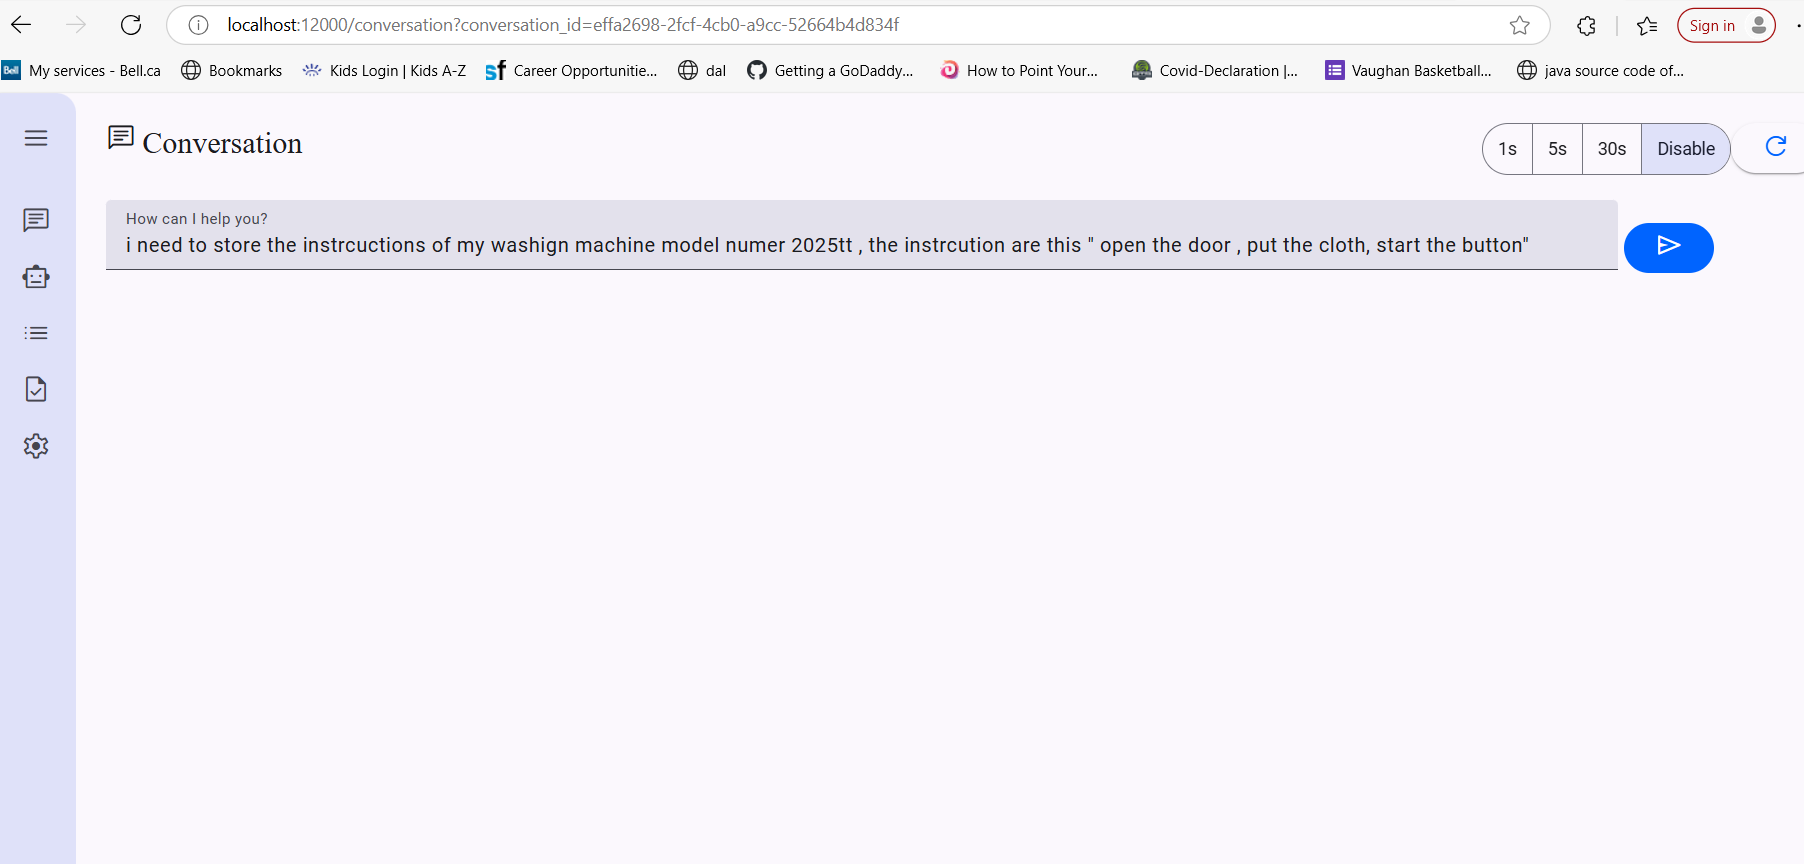 localhost:12000/conversation?conversation_id=effa2698-2fcf-4cb0-a9cc-52664b4d834f
Sign in
Bell
My services - Bell.ca
Bookmarks
Kids Login | Kids A-Z
sf
Career Opportunitie...
dal
Getting a GoDaddy...
How to Point Your...
Covid-Declaration |...
Vaughan Basketball...
java source code of...
Conversation
1s
5s
30s
Disable
How can I help you?
i need to store the instrcuctions of my washign machine model numer 2025tt , the instrcution are this " open the door , put the cloth, start the button"